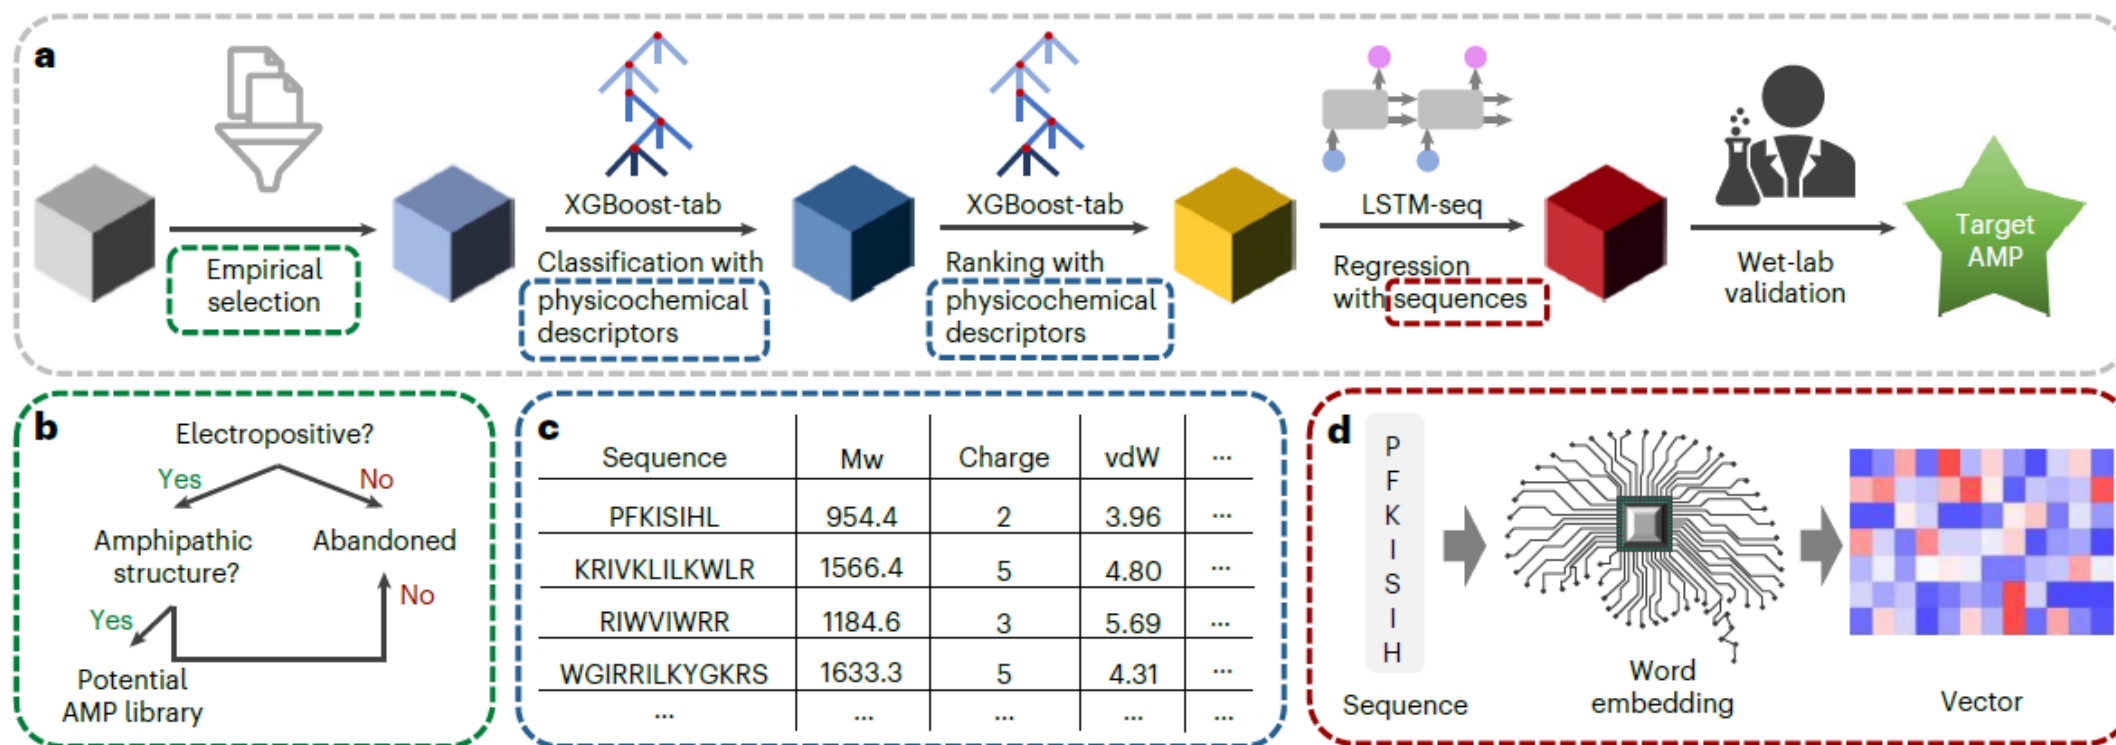 a
Empirical
selection
XGBoost-tab
Classification with
physicochemical
descriptors
XGBoost-tab
Ranking with
physicochemical
descriptors
LSTM-seq
Regression
with sequences
Wet-lab
validation
Target
AMP
b
Electropositive?
Yes
No
Amphipathic
structure?
Abandoned
Yes
No
Potential
AMP library
c
Sequence Mw Charge vdW ...
PFKISIHL 954.4 2 3.96 ...
KRIVKLILKWLR 1566.4 5 4.80 ...
RIWVIWRR 1184.6 3 5.69 ...
WGIRRILKYGKRS 1633.3 5 4.31 ...
... ... ... ... ...
d
P
F
K
I
S
I
H
Sequence
Word
embedding
Vector